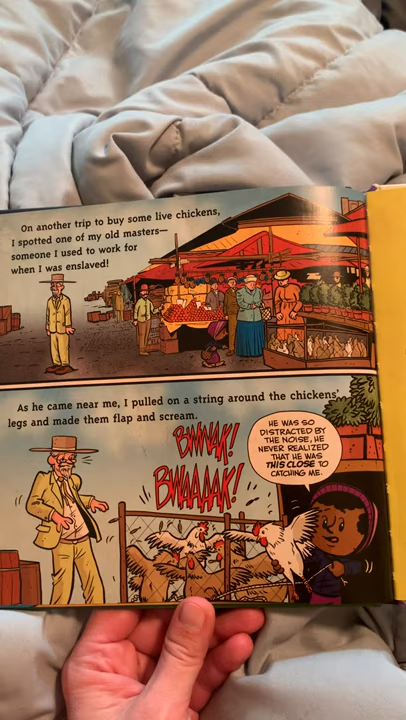 On another trip to buy some live chickens,
I spotted one of my old masters—
someone I used to work for
when I was enslaved!
As he came near me, I pulled on a string around the chickens'
legs and made them flap and scream.
BWWAK!
BWAAAAK!
HE WAS SO
DISTRACTED BY
THE NOISE, HE
NEVER REALIZED
THAT HE WAS
THIS CLOSE TO
CATCHING ME.